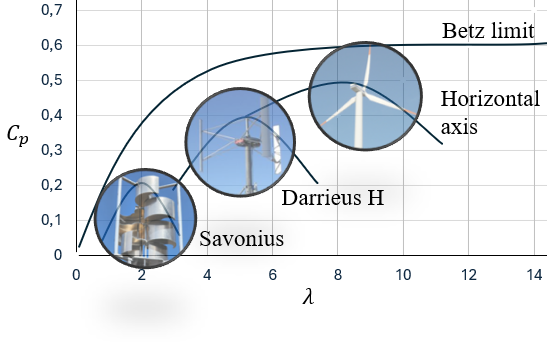 0,7
Betz limit
0,6
0,5
Horizontal
axis
0,4
C_p
0,3
0,2
Darrieus H
0,1
Savonius
0
0 2 4 6 8 10 12 14
λ